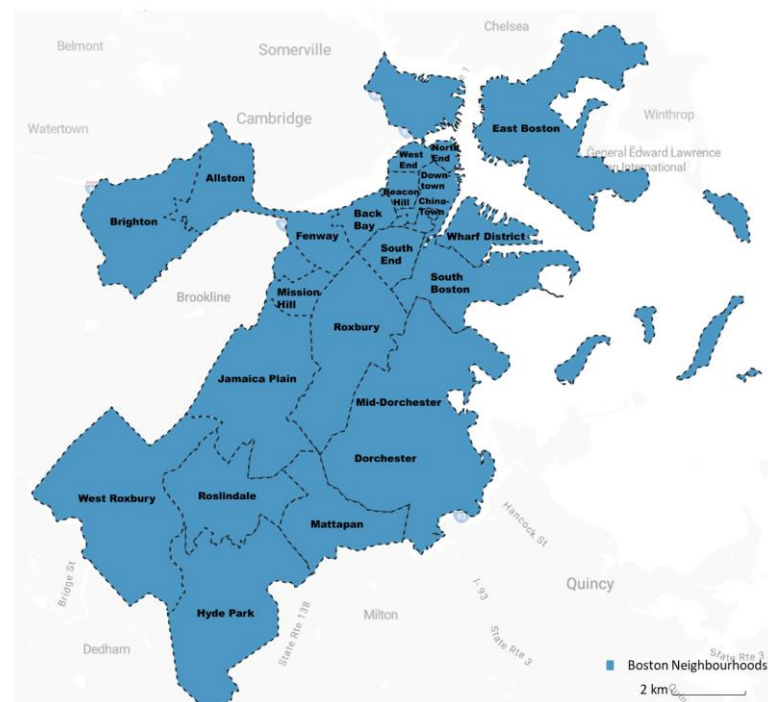 Belmont
Somerville
Chelsea
Cambridge
Watertown
Winthrop
East Boston
General Edward Lawrence
International
West
End
North
End
Allston
Down-
town
Beacon
Hill
China-
Town
Brighton
Back
Bay
Fenway
Wharf District
South
End
South
Boston
Brookline
Mission
Hill
Roxbury
Jamaica Plain
Mid-Dorchester
Dorchester
West Roxbury
Roslindale
Mattapan
Hancock St
Bridge St
Hyde Park
State Rte 138
I-93
Quincy
Milton
State Rte 3
Dedham
State Rte 3
Boston Neighbourhoods
2 km